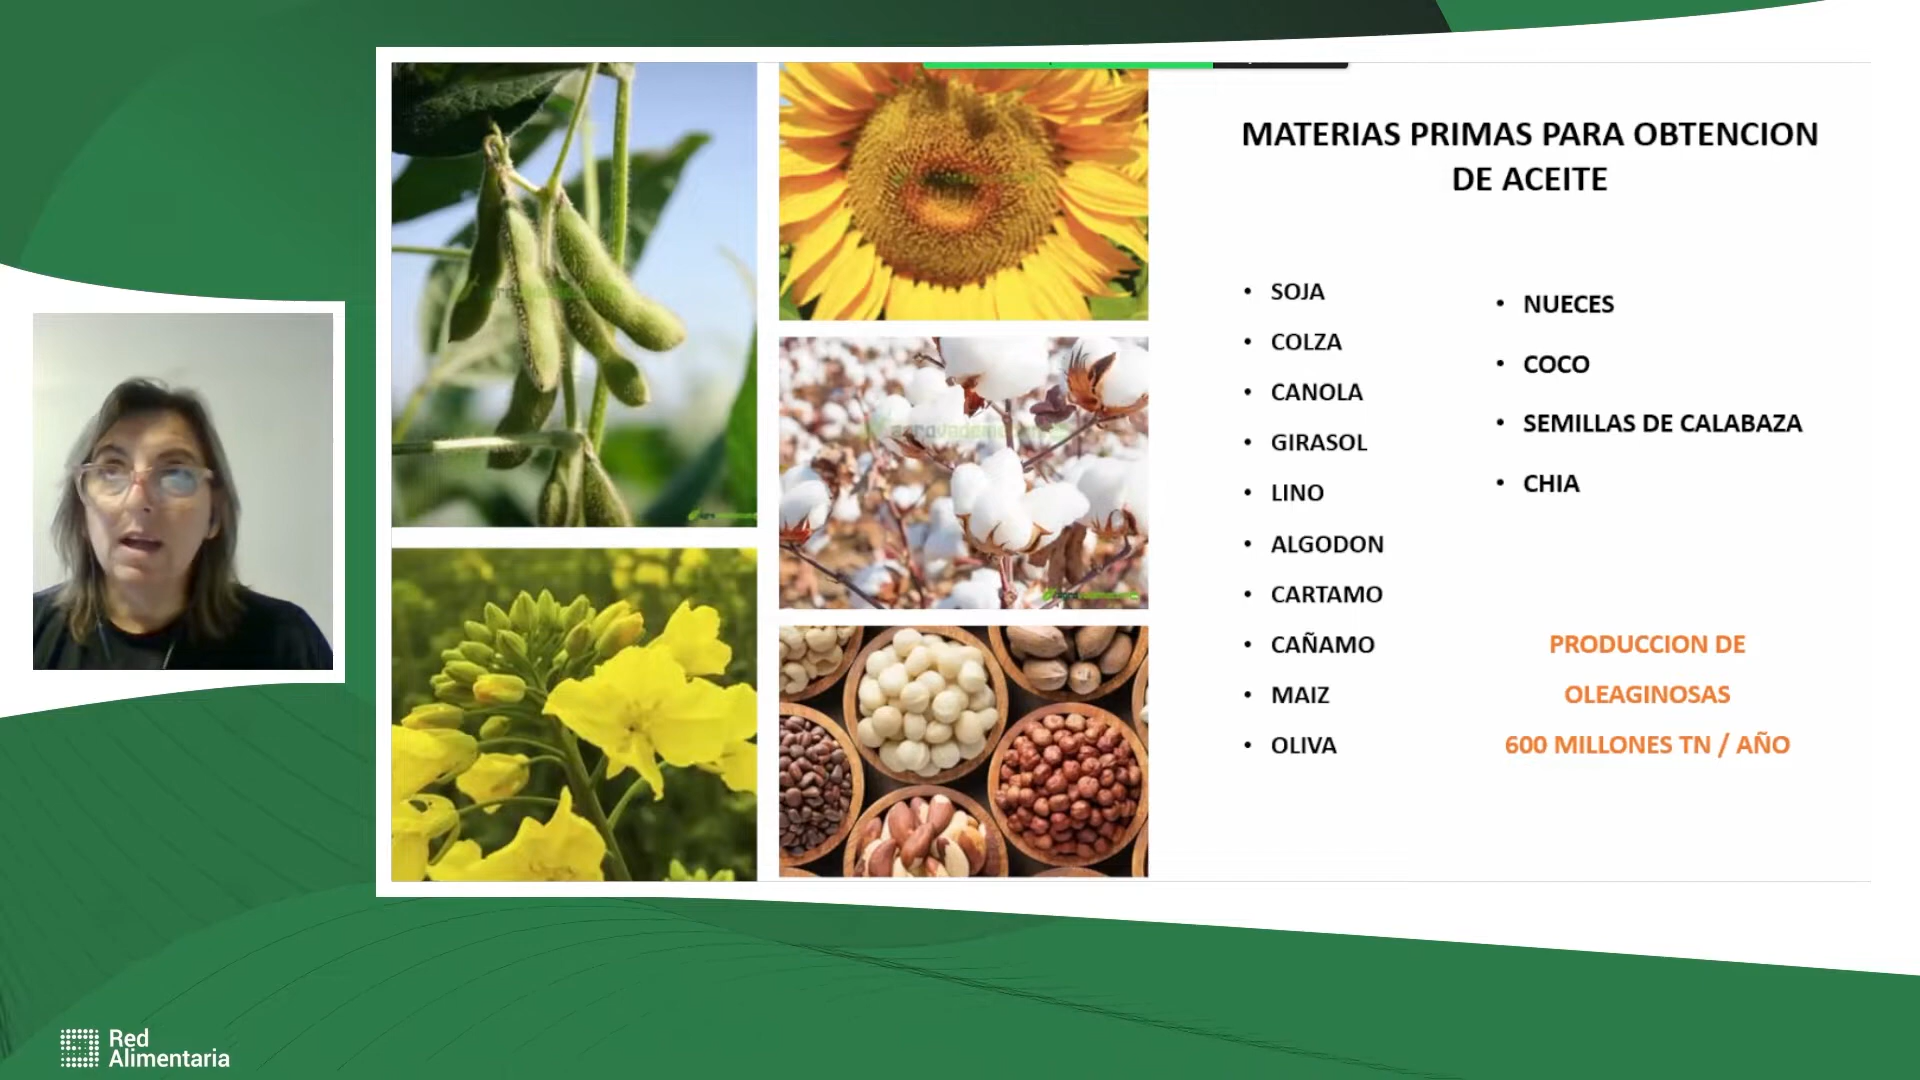 MATERIAS PRIMAS PARA OBTENCION
DE ACEITE
• SOJA
• COLZA
• CANOLA
• GIRASOL
• LINO
• ALGODON
• CARTAMO
• CAÑAMO
• MAIZ
• OLIVA
• NUECES
• COCO
• SEMILLAS DE CALABAZA
• CHIA
PRODUCCION DE
OLEAGINOSAS
600 MILLONES TN / AÑO
Red
Alimentaria